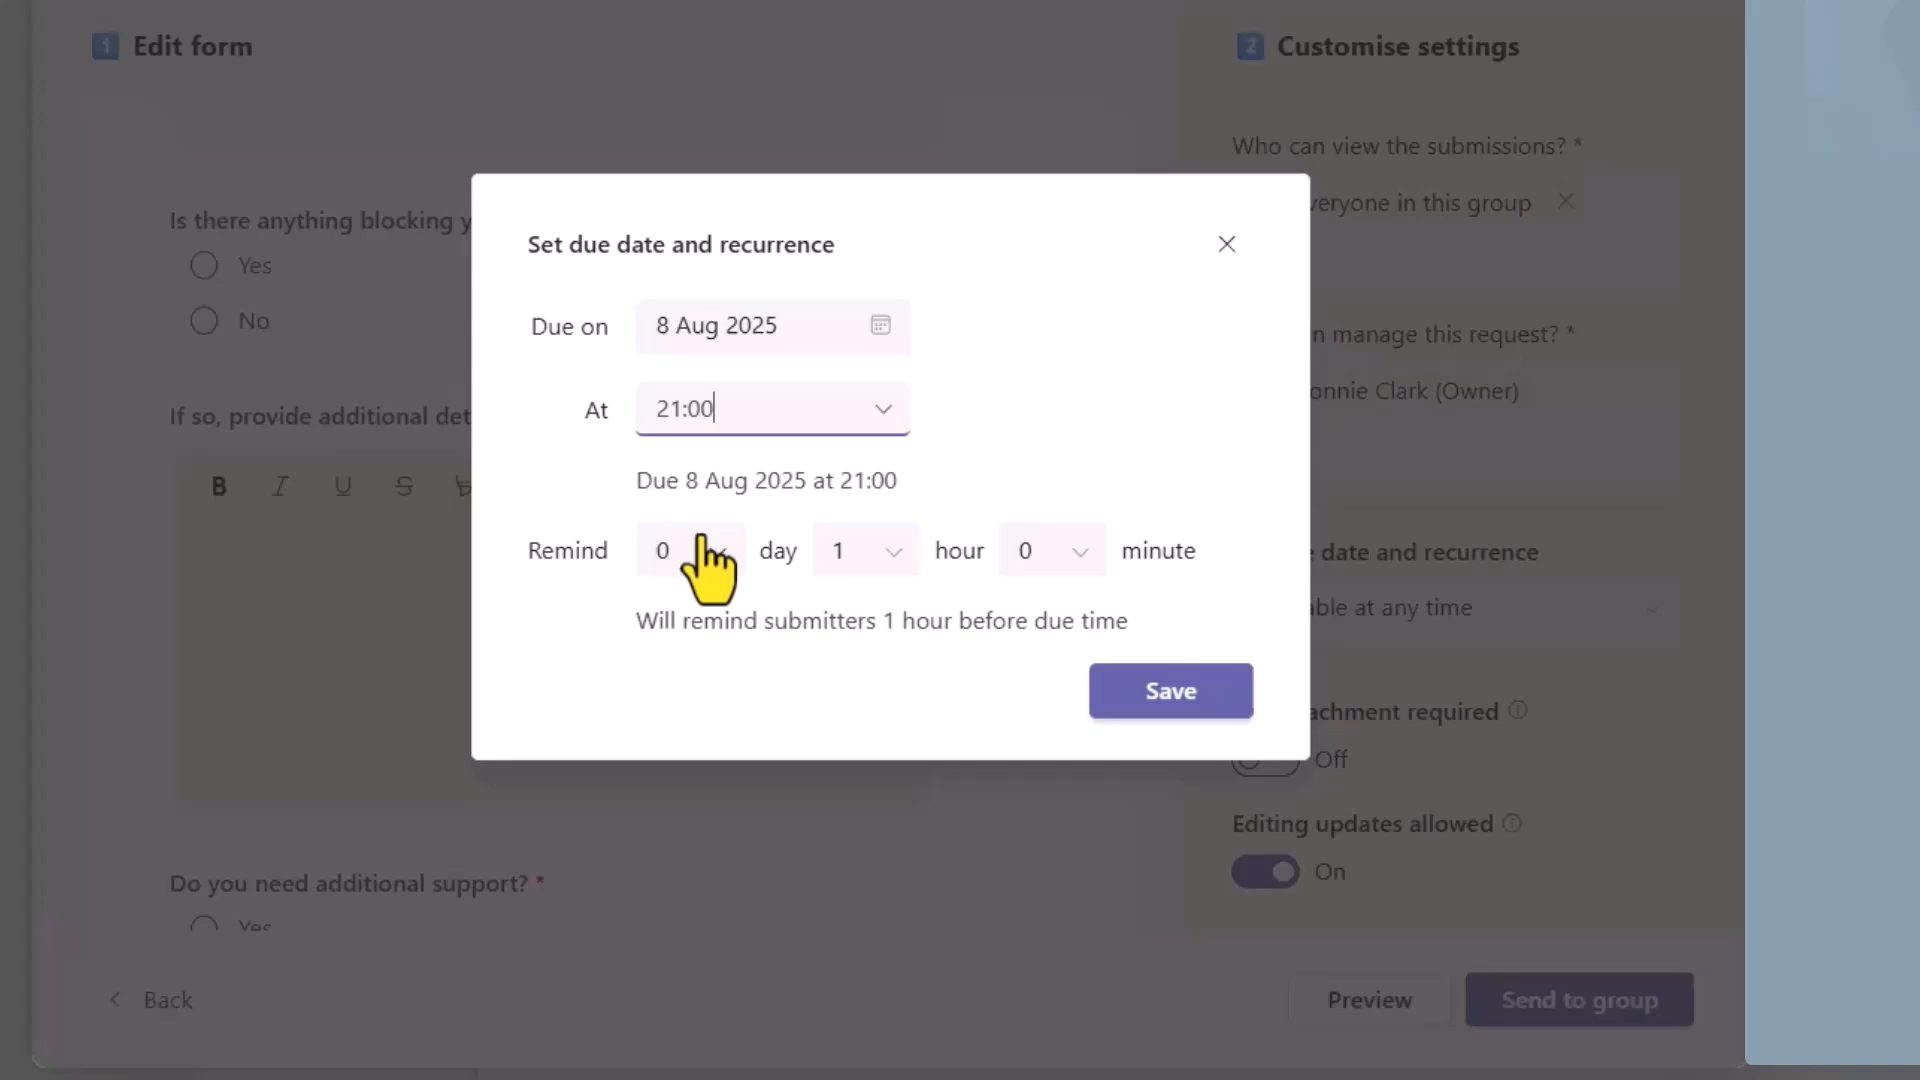 1 Edit form
2 Customise settings
Who can view the submissions? *
veryone in this group
Is there anything blocking y
Yes
No
Set due date and recurrence
Due on 8 Aug 2025
n manage this request? *
onnie Clark (Owner)
At 21:00
If so, provide additional det
B I U S
Due 8 Aug 2025 at 21:00
Remind 0 day 1 hour 0 minute
date and recurrence
ble at any time
Will remind submitters 1 hour before due time
Save
achment required
Off
Editing updates allowed
On
Do you need additional support? *
Yes
Back
Preview
Send to group